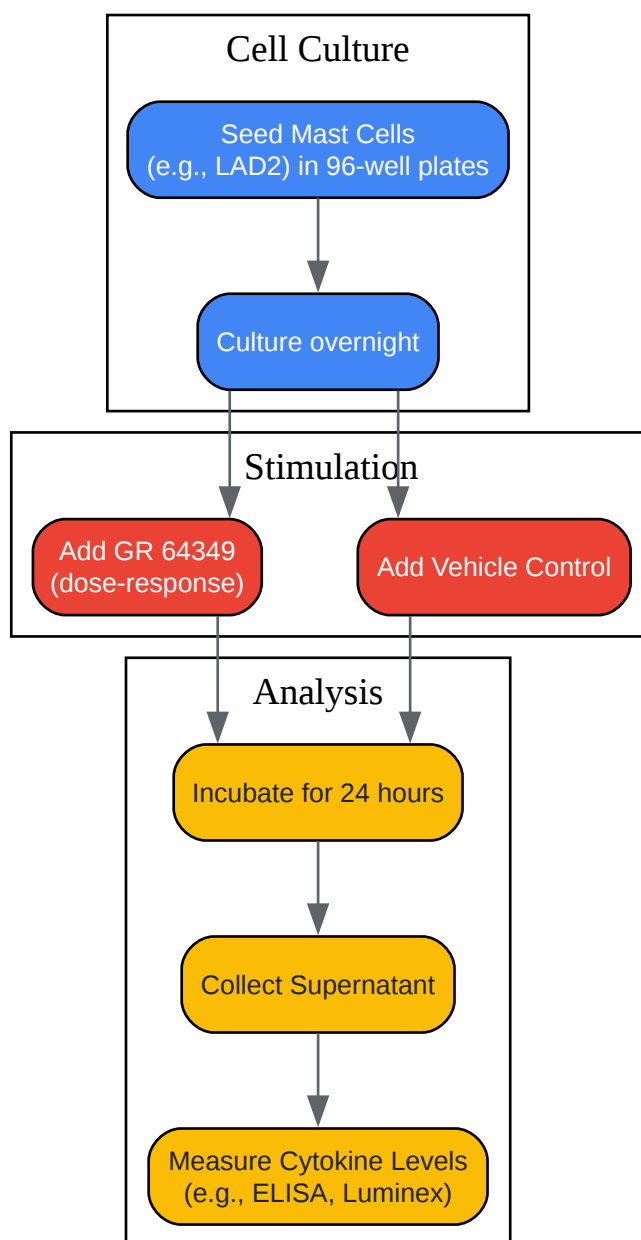 Cell Culture
Seed Mast Cells
(e.g., LAD2) in 96-well plates
Culture overnight
Stimulation
Add GR 64349
(dose-response)
Add Vehicle Control
Analysis
Incubate for 24 hours
Collect Supernatant
Measure Cytokine Levels
(e.g., ELISA, Luminex)